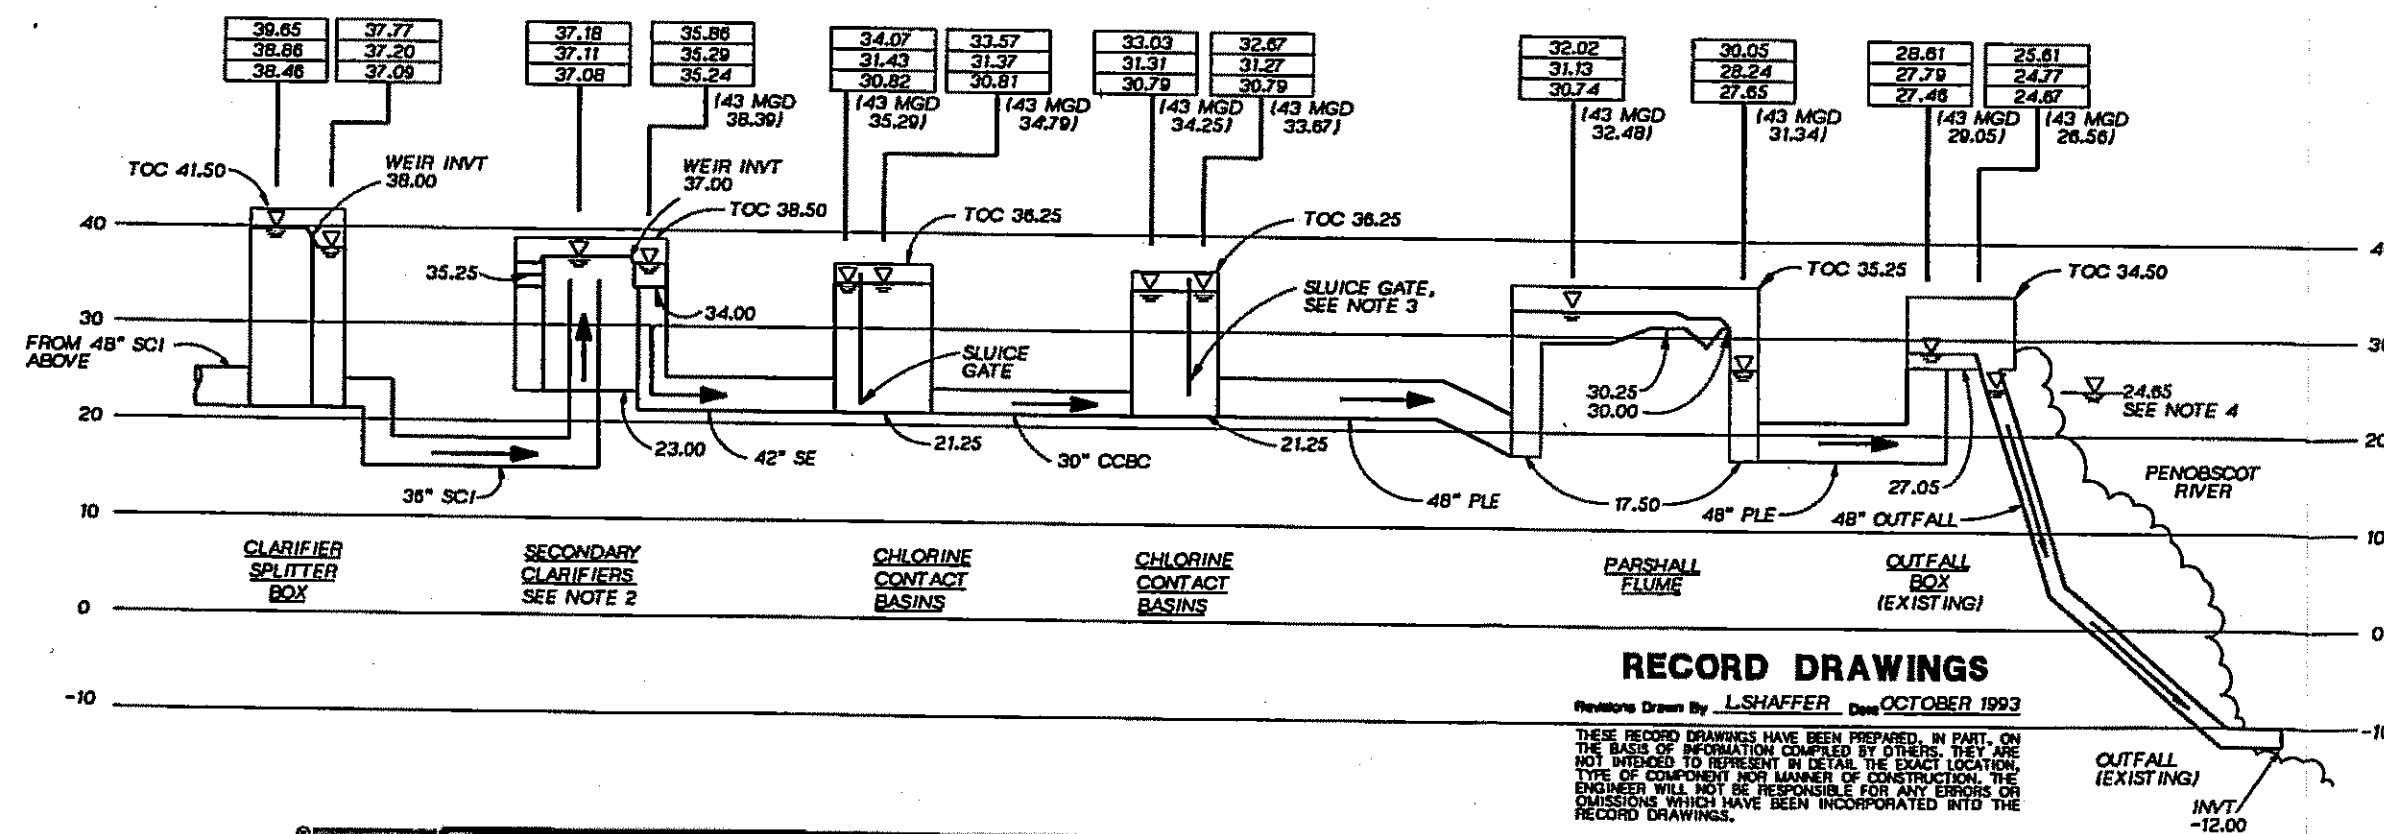 39.65
38.86
38.46
37.77
37.20
37.09
37.18
37.11
37.08
35.86
35.29
35.24
(43 MGD
38.39)
34.07
31.43
30.82
(43 MGD
35.29)
33.57
31.37
30.81
(43 MGD
34.79)
33.03
31.31
30.79
(43 MGD
34.25)
32.67
31.27
30.79
(43 MGD
33.67)
32.02
31.13
30.74
(43 MGD
32.48)
30.05
28.24
27.65
(43 MGD
31.34)
28.61
27.79
27.46
(43 MGD
29.05)
25.61
24.77
24.67
(43 MGD
26.56)
TOC 41.50
WEIR INVT
38.00
WEIR INVT
37.00
TOC 38.50
TOC 36.25
TOC 36.25
TOC 35.25
TOC 34.50
40
4
35.25
34.00
SLUICE GATE,
SEE NOTE 3
30
30
FROM 48" SCI
ABOVE
SLUICE
GATE
30.25
30.00
24.65
SEE NOTE 4
20
20
23.00
42" SE
21.25
30" CCBC
21.25
36" SCI
48" PLE
17.50
48" PLE
27.05
48" OUTFALL
PENOBSCOT
RIVER
10
10
CLARIFIER
SPLITTER
BOX
SECONDARY
CLARIFIERS
SEE NOTE 2
CHLORINE
CONTACT
BASINS
CHLORINE
CONTACT
BASINS
PARSHALL
FLUME
OUTFALL
BOX
(EXISTING)
0
0
-10
-10
RECORD DRAWINGS
Revisions Drawn By L.SHAFFER Date OCTOBER 1993
THESE RECORD DRAWINGS HAVE BEEN PREPARED, IN PART, ON
THE BASIS OF INFORMATION COMPILED BY OTHERS. THEY ARE
NOT INTENDED TO REPRESENT IN DETAIL THE EXACT LOCATION,
TYPE OF COMPONENT NOR MANNER OF CONSTRUCTION. THE
ENGINEER WILL NOT BE RESPONSIBLE FOR ANY ERRORS OR
OMISSIONS WHICH HAVE BEEN INCORPORATED INTO THE
RECORD DRAWINGS.
OUTFALL
(EXISTING)
INVT
-12.00